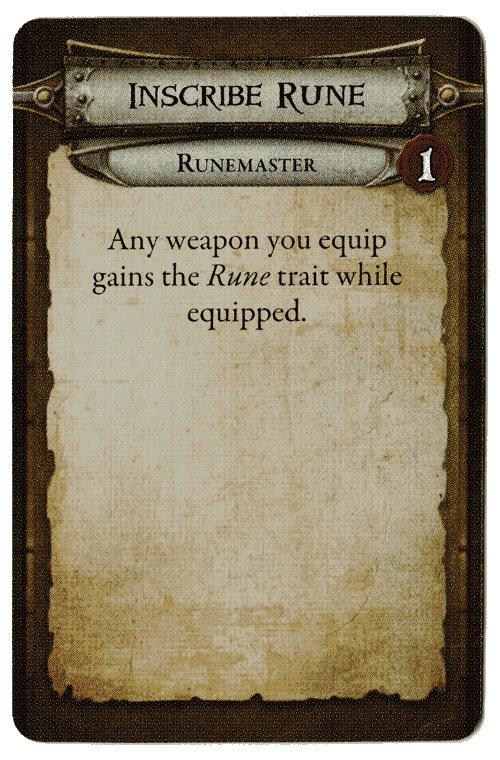 Inscribe Rune
Runemaster
1
Any weapon you equip
gains the Rune trait while
equipped.